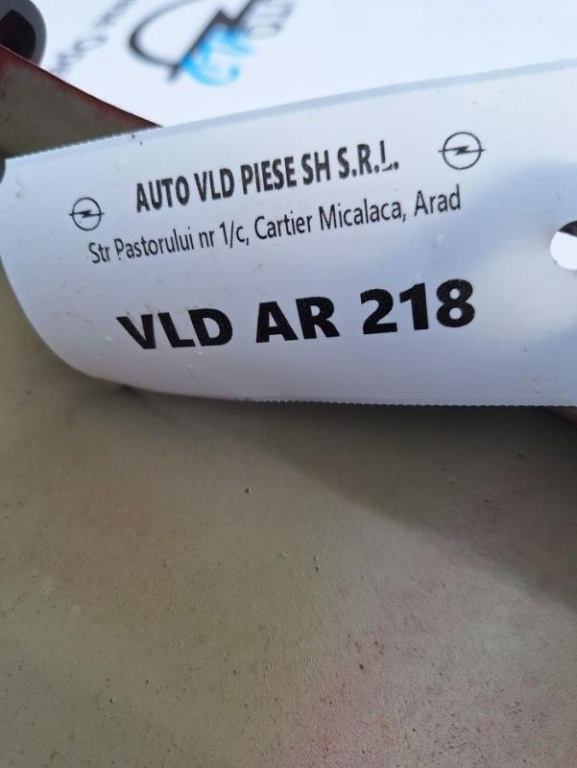 AUTO VLD PIESE SH S.R.L.
Str Pastorului nr 1/c, Cartier Micalaca, Arad
VLD AR 218